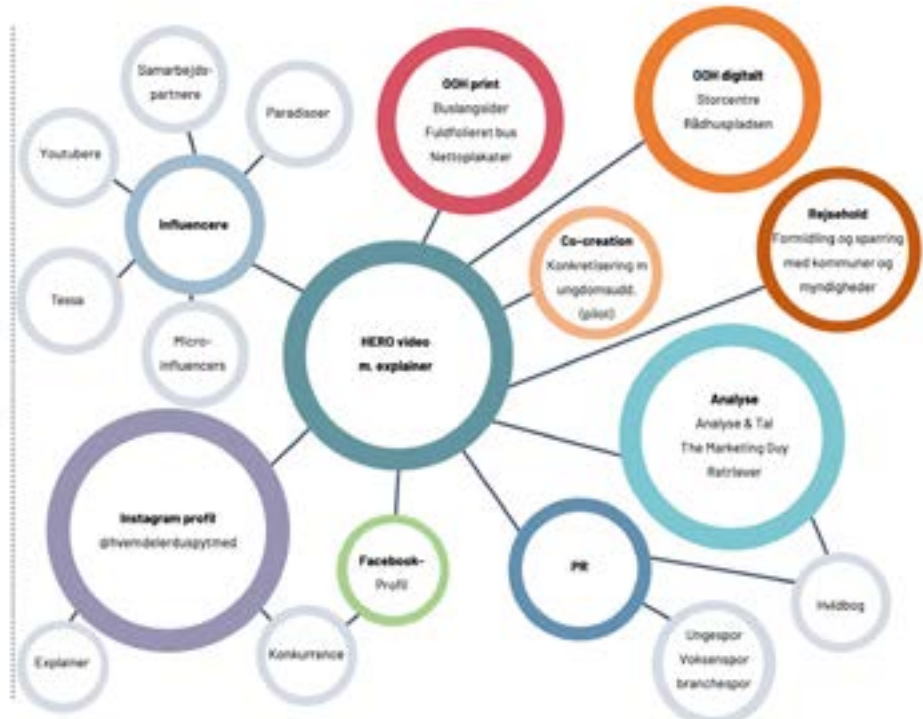 Samarbejds-
partnere
Paradiser
Youtubere
Influencere
Tessa
Micro-
influencers
OOH print
Buslangsider
Fuldfolieret bus
Nettoplakater
OOH digitalt
Storcentre
Rådhuspladsen
Co-creation
Konkretisering m
ungdomsudd.
(pilot)
Rejsehold
Formidling og sparring
med kommuner og
myndigheder
HERO video
m. explainer
Analyse
Analyse & Tal
The Marketing Guy
Retriever
Instagram profil
@hvemdelerduspytmed
Facebook-
Profil
PR
Hvidbog
Explainer
Konkurrence
Ungespor
Voksenspor
branchespor